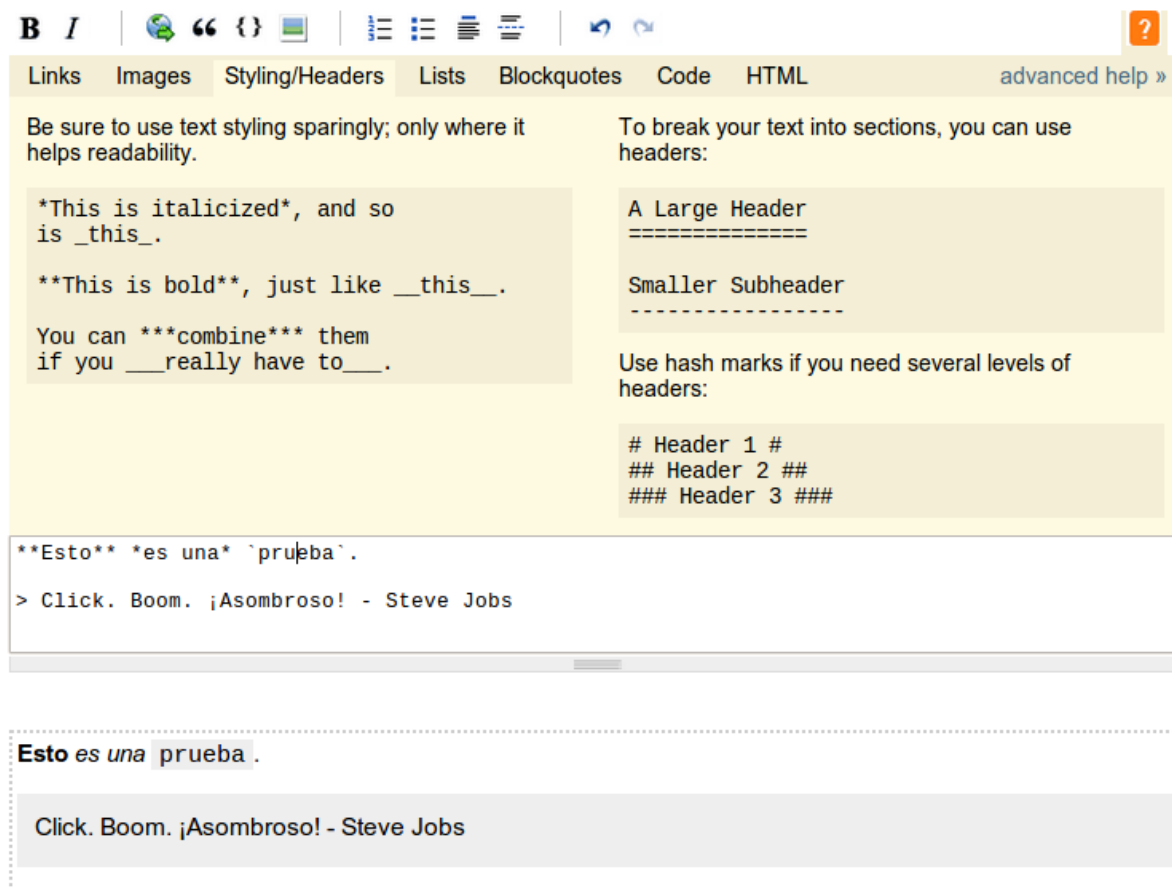 B I “ {} ?
Links Images Styling/Headers Lists Blockquotes Code HTML advanced help »
Be sure to use text styling sparingly; only where it
helps readability.
*This is italicized*, and so
is _this_.
**This is bold**, just like __this__.
You can ***combine*** them
if you ___really have to___.
To break your text into sections, you can use
headers:
A Large Header
==============
Smaller Subheader
-----------------
Use hash marks if you need several levels of
headers:
# Header 1 #
## Header 2 ##
### Header 3 ###
**Esto** *es una* `prueba`.
> Click. Boom. ¡Asombroso! - Steve Jobs
Esto es una prueba.
Click. Boom. ¡Asombroso! - Steve Jobs